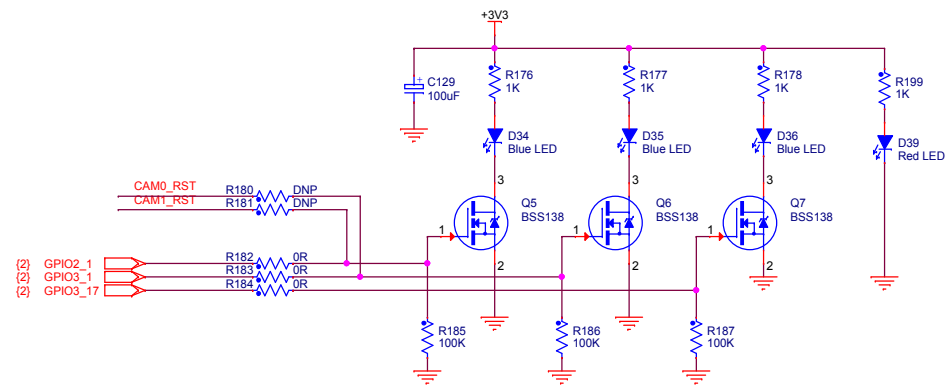 +3V3
C129
100uF
+
R176
1K
R177
1K
R178
1K
R199
1K
D34
Blue LED
D35
Blue LED
D36
Blue LED
D39
Red LED
CAM0_RST
R180
DNP
CAM1_RST
R181
DNP
3
Q5
BSS138
1
2
3
Q6
BSS138
1
2
3
Q7
BSS138
1
2
{2} GPIO2_1
R182
0R
{2} GPIO3_1
R183
0R
{2} GPIO3_17
R184
0R
R185
100K
R186
100K
R187
100K